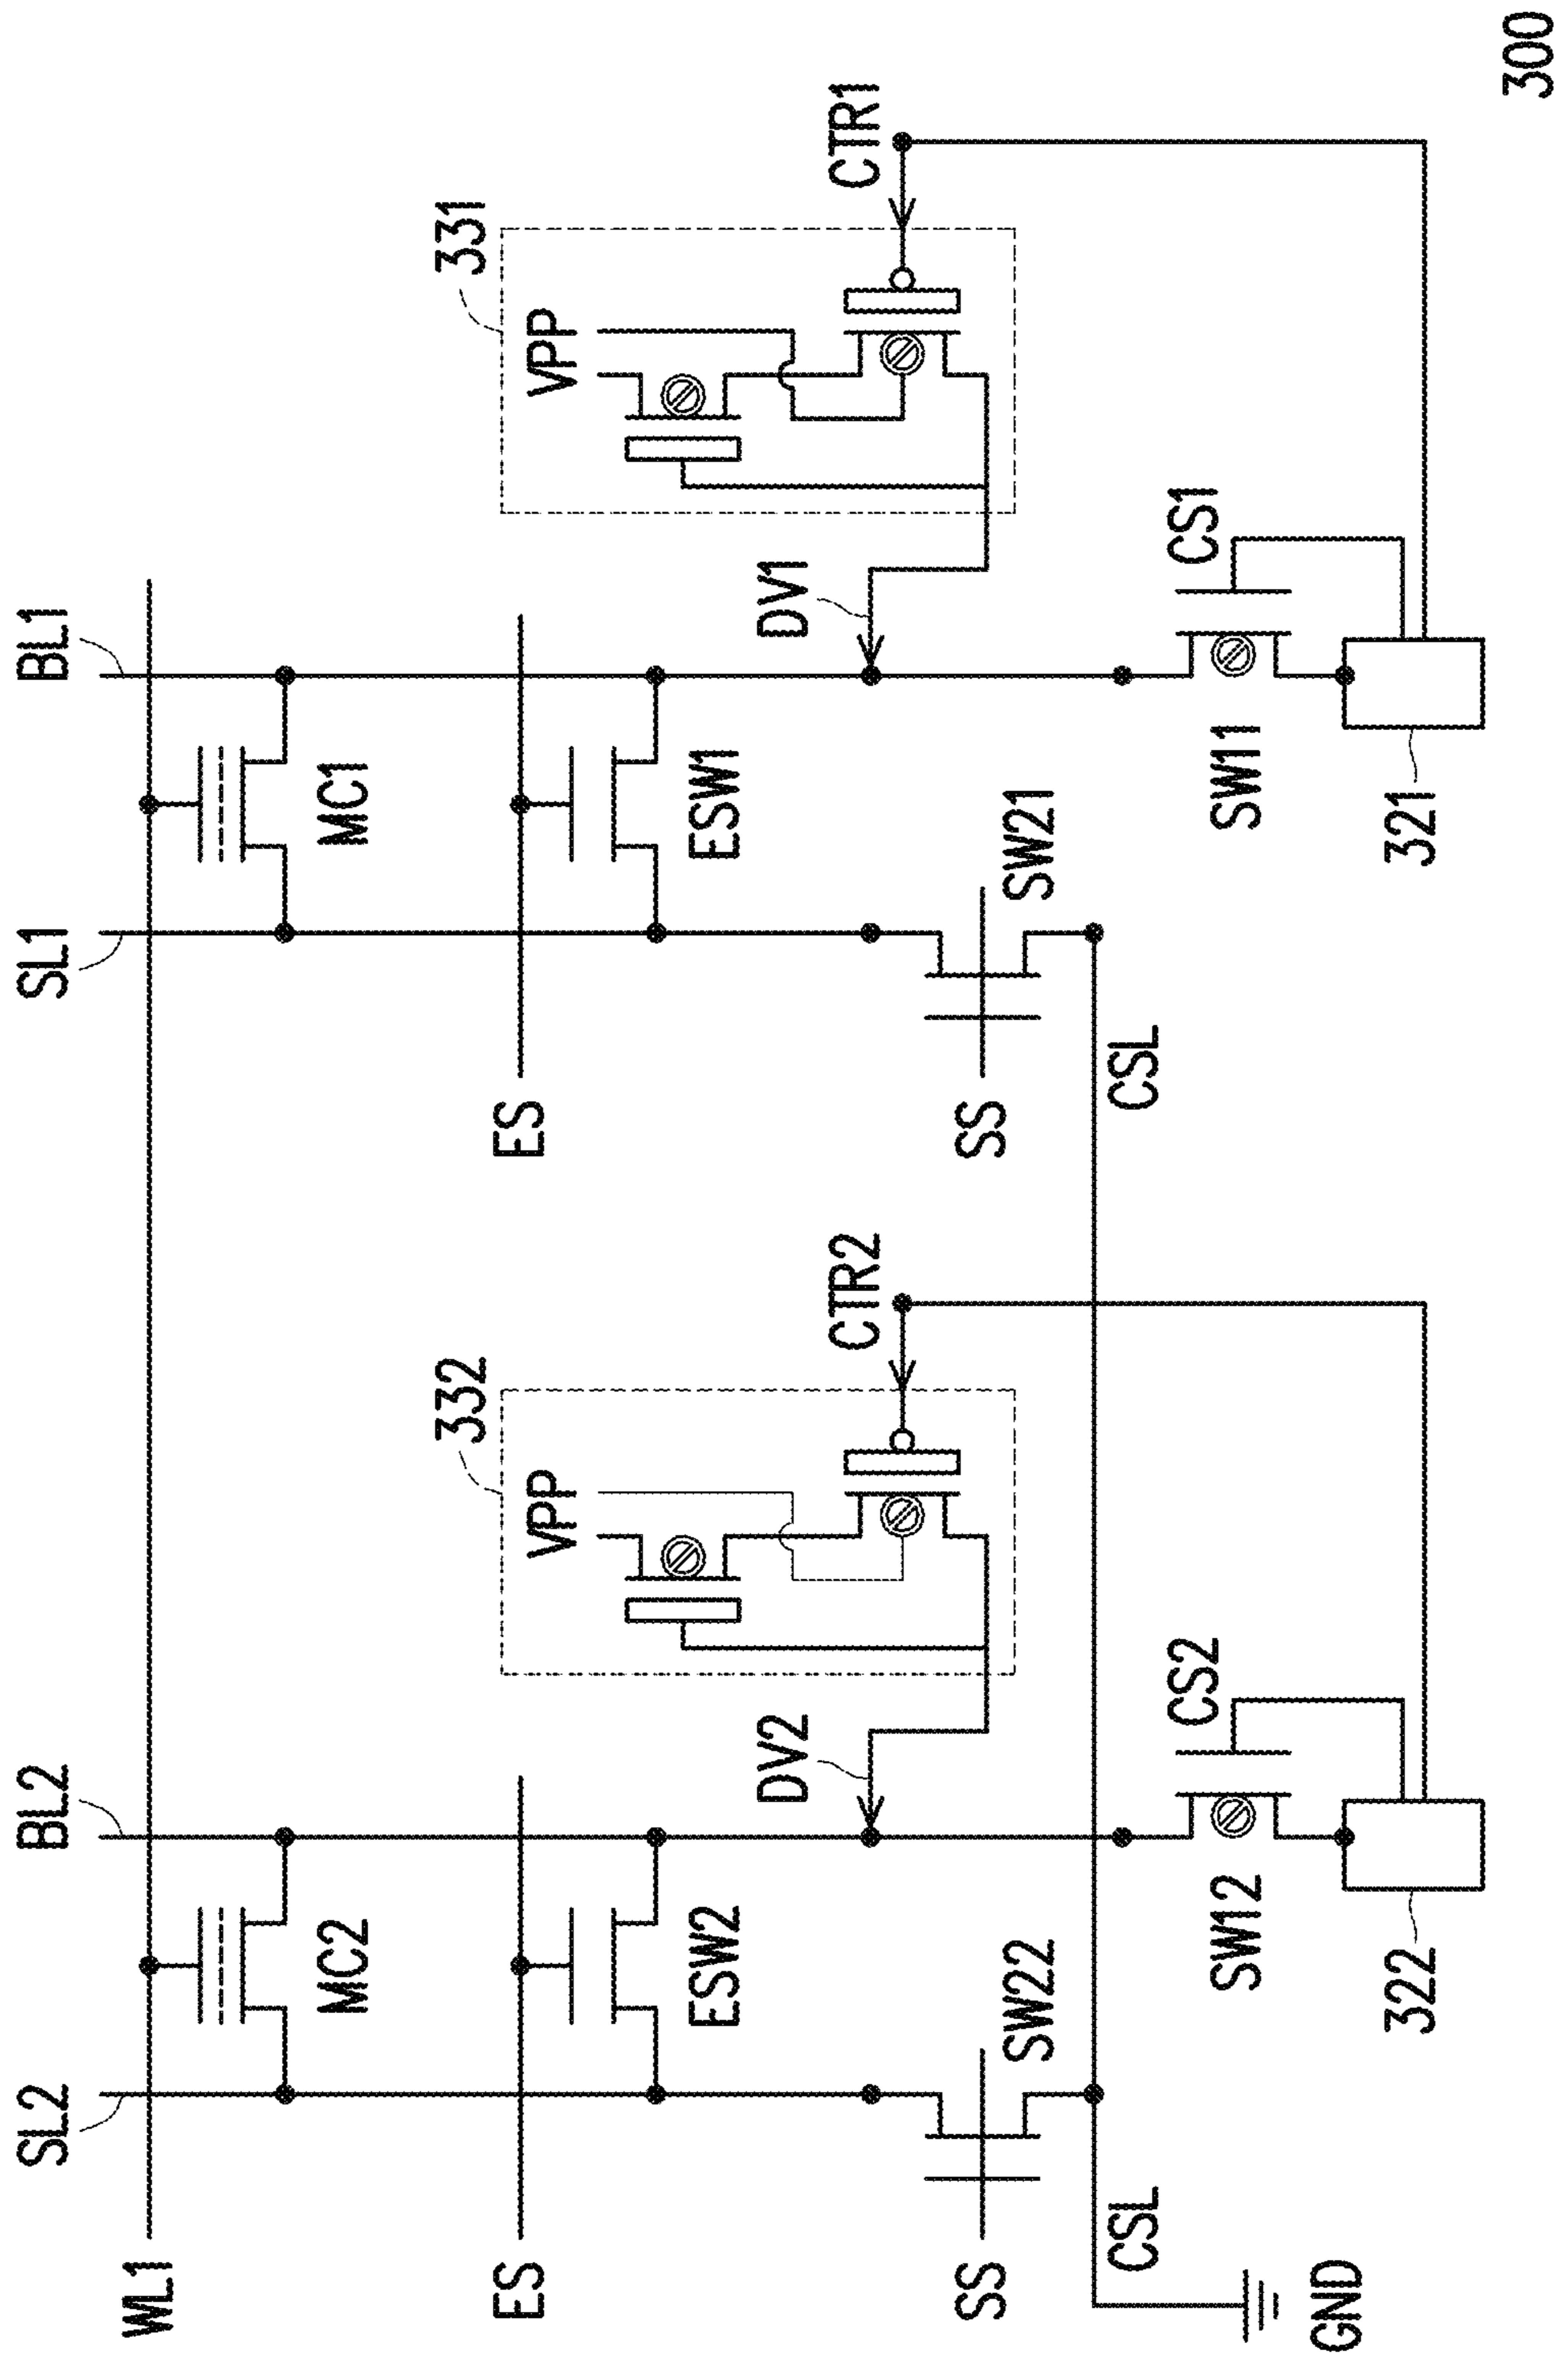 SL2
BL2
SL1
BL1
WL1
MC2
MC1
332
331
ES
VPP
ES
VPP
ESW2
ESW1
DV2
CTR2
DV1
CTR1
SS
SW22
SS
SW21
CSL
CSL
SW12
CS2
SW11
CS1
GND
322
321
300